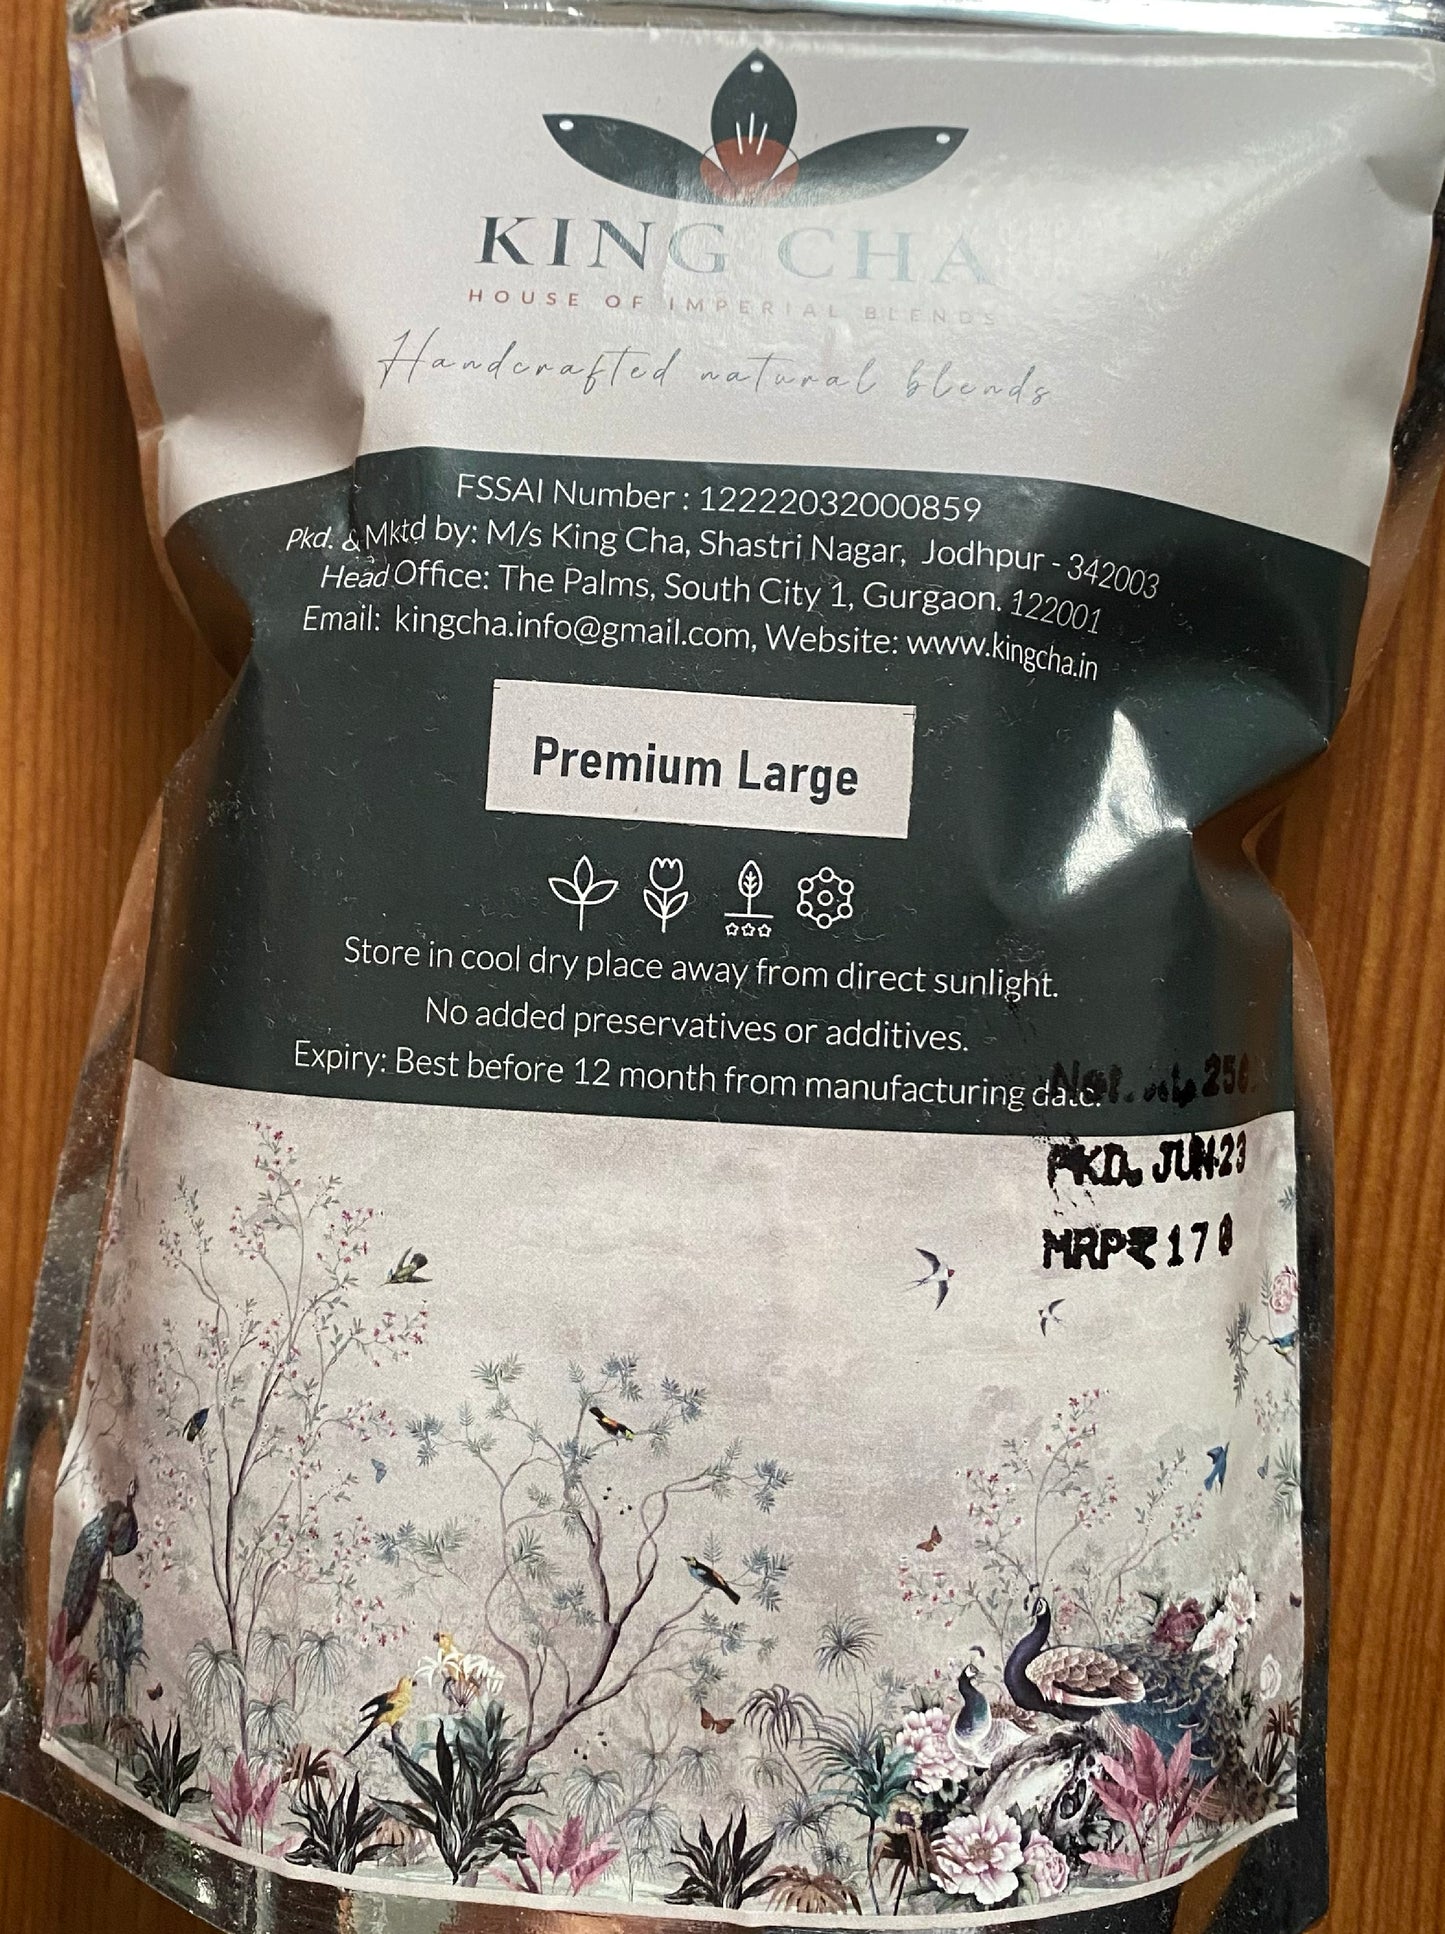 KING CHA
HOUSE OF IMPERIAL BLENDS
Handcrafted natural blends
FSSAI Number : 12222032000859
Pkd. & Mktd by: M/s King Cha, Shastri Nagar, Jodhpur - 342003
Head Office: The Palms, South City 1, Gurgaon. 122001
Email: kingcha.info@gmail.com, Website: www.kingcha.in
Premium Large
Store in cool dry place away from direct sunlight.
No added preservatives or additives.
Expiry: Best before 12 month from manufacturing date.
PKD. JUN-23
MRP₹ 170